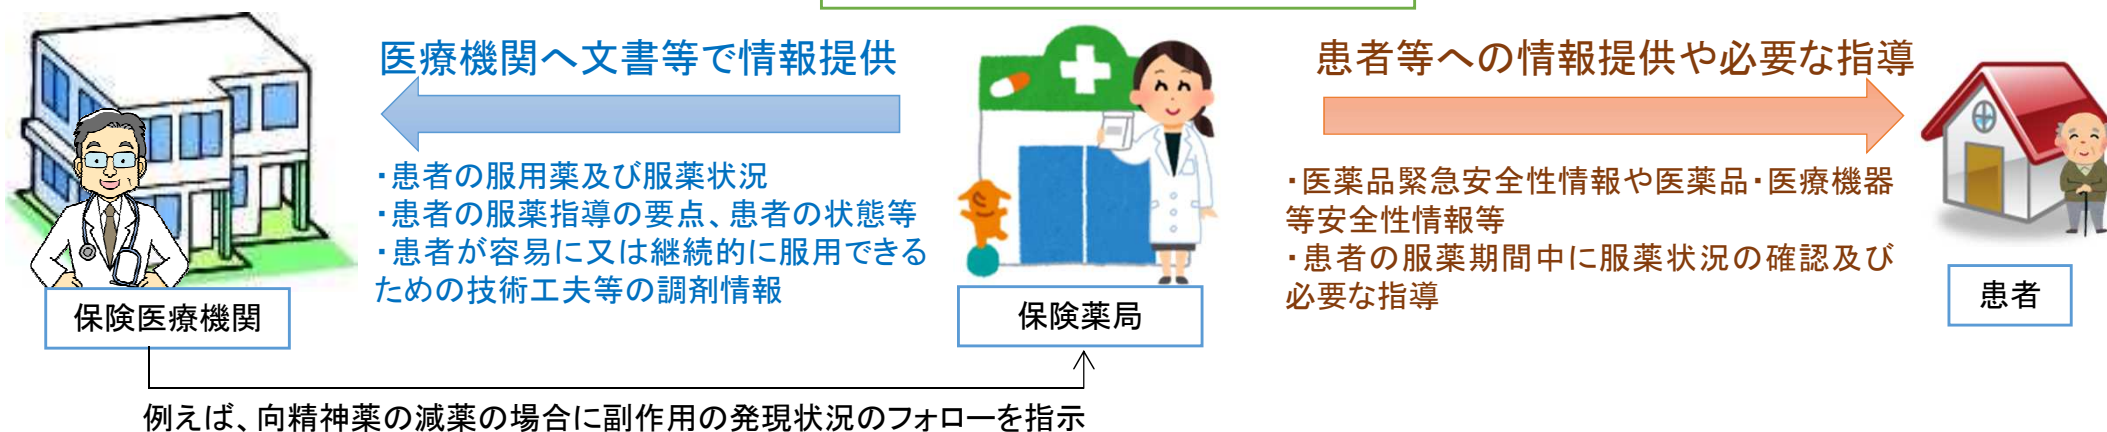 医療機関へ文書等で情報提供
・患者の服用薬及び服薬状況
・患者の服薬指導の要点、患者の状態等
・患者が容易に又は継続的に服用できる
ための技術工夫等の調剤情報
患者等への情報提供や必要な指導
・医薬品緊急安全性情報や医薬品・医療機器
等安全性情報等
・患者の服薬期間中に服薬状況の確認及び
必要な指導
保険医療機関
保険薬局
患者
例えば、向精神薬の減薬の場合に副作用の発現状況のフォローを指示